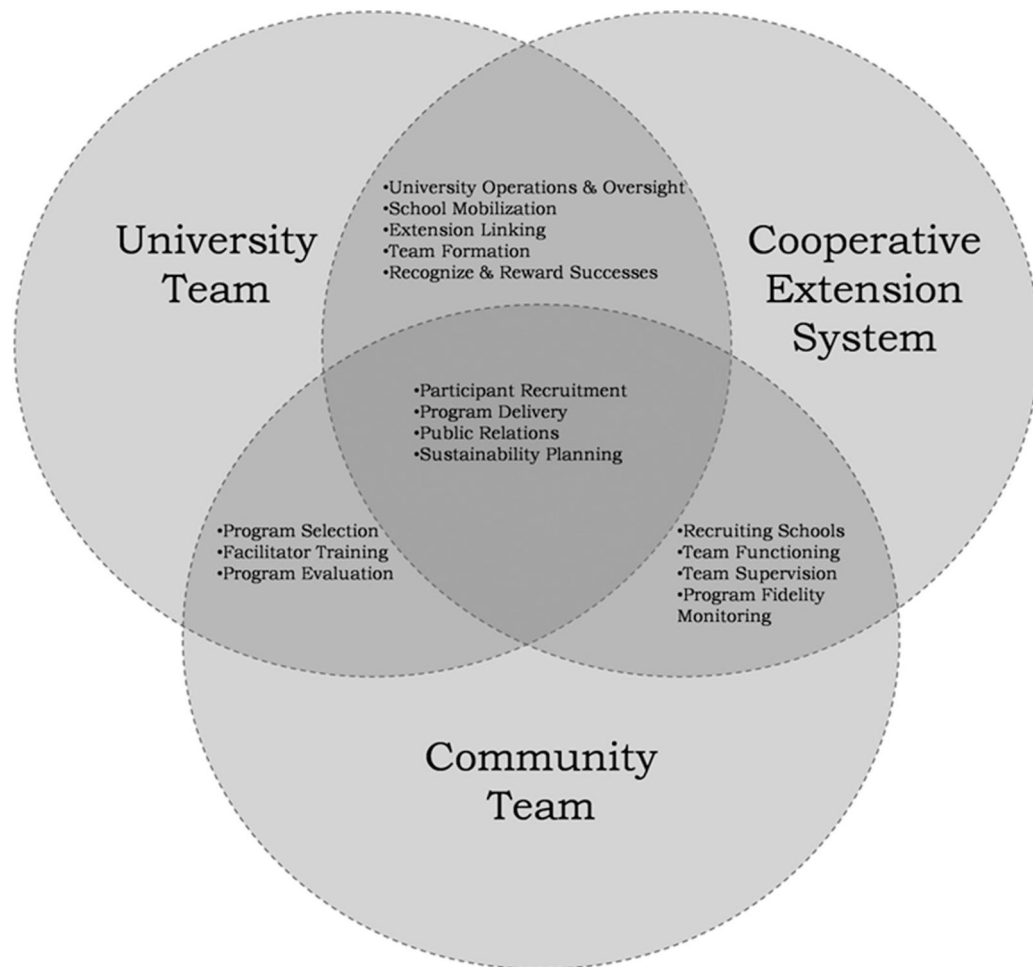 University
Team
Cooperative
Extension
System
•University Operations & Oversight
•School Mobilization
•Extension Linking
•Team Formation
•Recognize & Reward Successes
•Participant Recruitment
•Program Delivery
•Public Relations
•Sustainability Planning
•Program Selection
•Facilitator Training
•Program Evaluation
•Recruiting Schools
•Team Functioning
•Team Supervision
•Program Fidelity
Monitoring
Community
Team